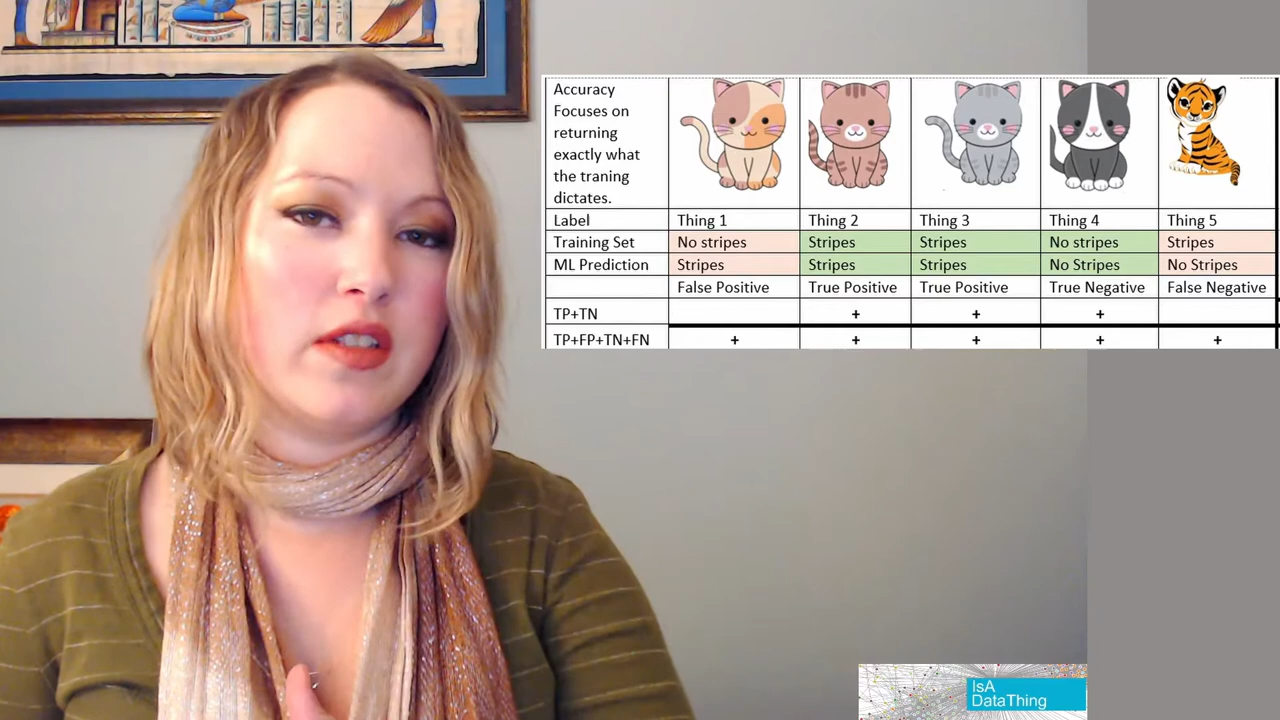 Accuracy
Focuses on
returning
exactly what
the traning
dictates.
Label Thing 1 Thing 2 Thing 3 Thing 4 Thing 5
Training Set No stripes Stripes Stripes No stripes Stripes
ML Prediction Stripes Stripes Stripes No Stripes No Stripes
False Positive True Positive True Positive True Negative False Negative
TP+TN + + +
TP+FP+TN+FN + + + + +
IsA
DataThing